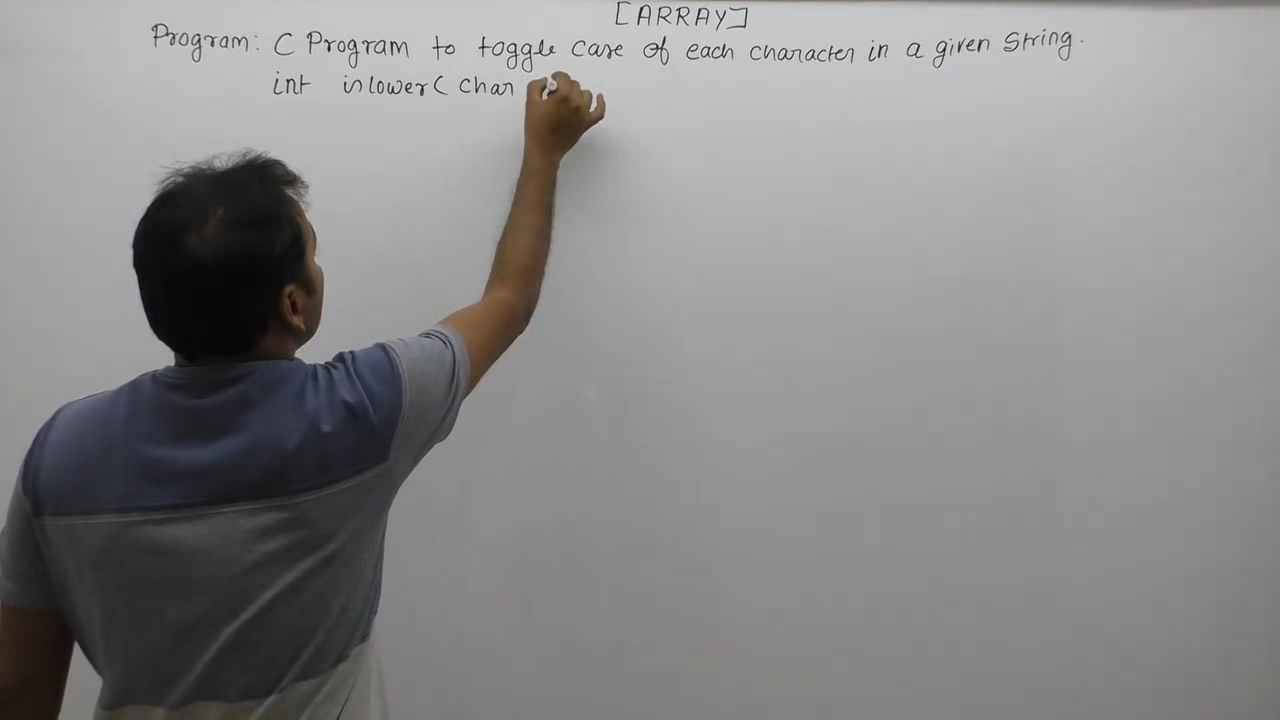 [ARRAY]
Program: C Program to toggle case of each character in a given String.
int islower( char